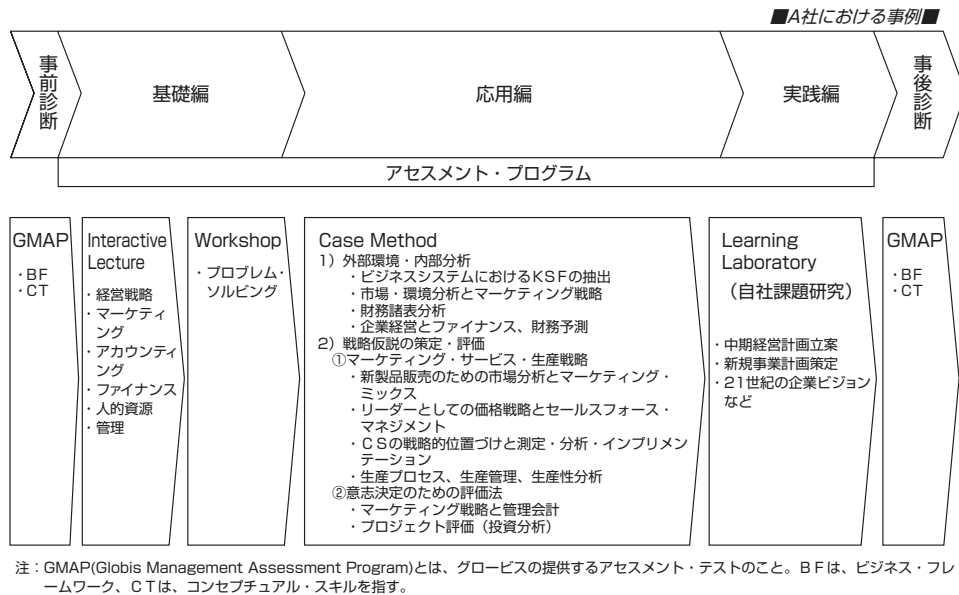 ■A社における事例■
事前診断
基礎編
応用編
実践編
事後診断
アセスメント・プログラム
GMAP
・BF
・CT
Interactive
Lecture
・経営戦略
・マーケティ
ング
・アカウンティ
ング
・ファイナンス
・人的資源
・管理
Workshop
・プロブレム・
ソルビング
Case Method
1）外部環境・内部分析
・ビジネスシステムにおけるKSFの抽出
・市場・環境分析とマーケティング戦略
・財務諸表分析
・企業経営とファイナンス、財務予測
2）戦略仮説の策定・評価
①マーケティング・サービス・生産戦略
・新製品販売のための市場分析とマーケティング・
ミックス
・リーダーとしての価格戦略とセールスフォース・
マネジメント
・ＣＳの戦略的位置づけと測定・分析・インプリメン
テーション
・生産プロセス、生産管理、生産性分析
②意志決定のための評価法
・マーケティング戦略と管理会計
・プロジェクト評価（投資分析）
Learning
Laboratory
（自社課題研究）
・中期経営計画立案
・新規事業計画策定
・21世紀の企業ビジョン
など
GMAP
・BF
・CT
注：GMAP(Globis Management Assessment Program)とは、グロービスの提供するアセスメント・テストのこと。ＢＦは、ビジネス・フレ
ームワーク、ＣＴは、コンセプチュアル・スキルを指す。